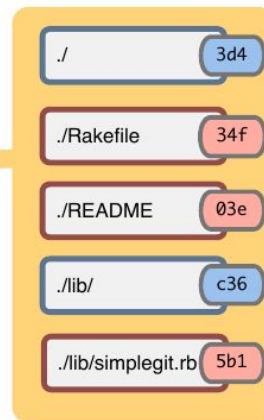 ./ 3d4
./Rakefile 34f
./README 03e
./lib/ c36
./lib/simplegit.rb 5b1